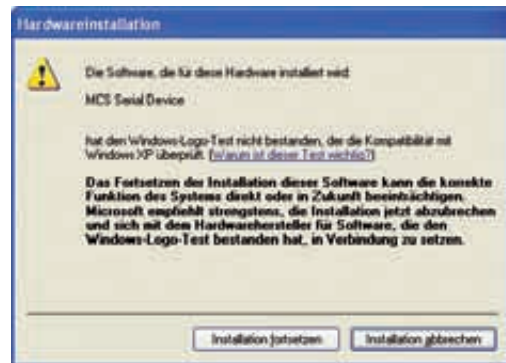 Hardwareinstallation
Die Software, die für diese Hardware installiert wird:
MCS Serial Device
hat den Windows-Logo-Test nicht bestanden, der die Kompatibilität mit
Windows XP überprüft. (Warum ist dieser Test wichtig?)
Das Fortsetzen der Installation dieser Software kann die korrekte
Funktion des Systems direkt oder in Zukunft beeinträchtigen.
Microsoft empfiehlt strengstens, die Installation jetzt abzubrechen
und sich mit dem Hardwarehersteller für Software, die den
Windows-Logo-Test bestanden hat, in Verbindung zu setzen.
Installation fortsetzen
Installation abbrechen